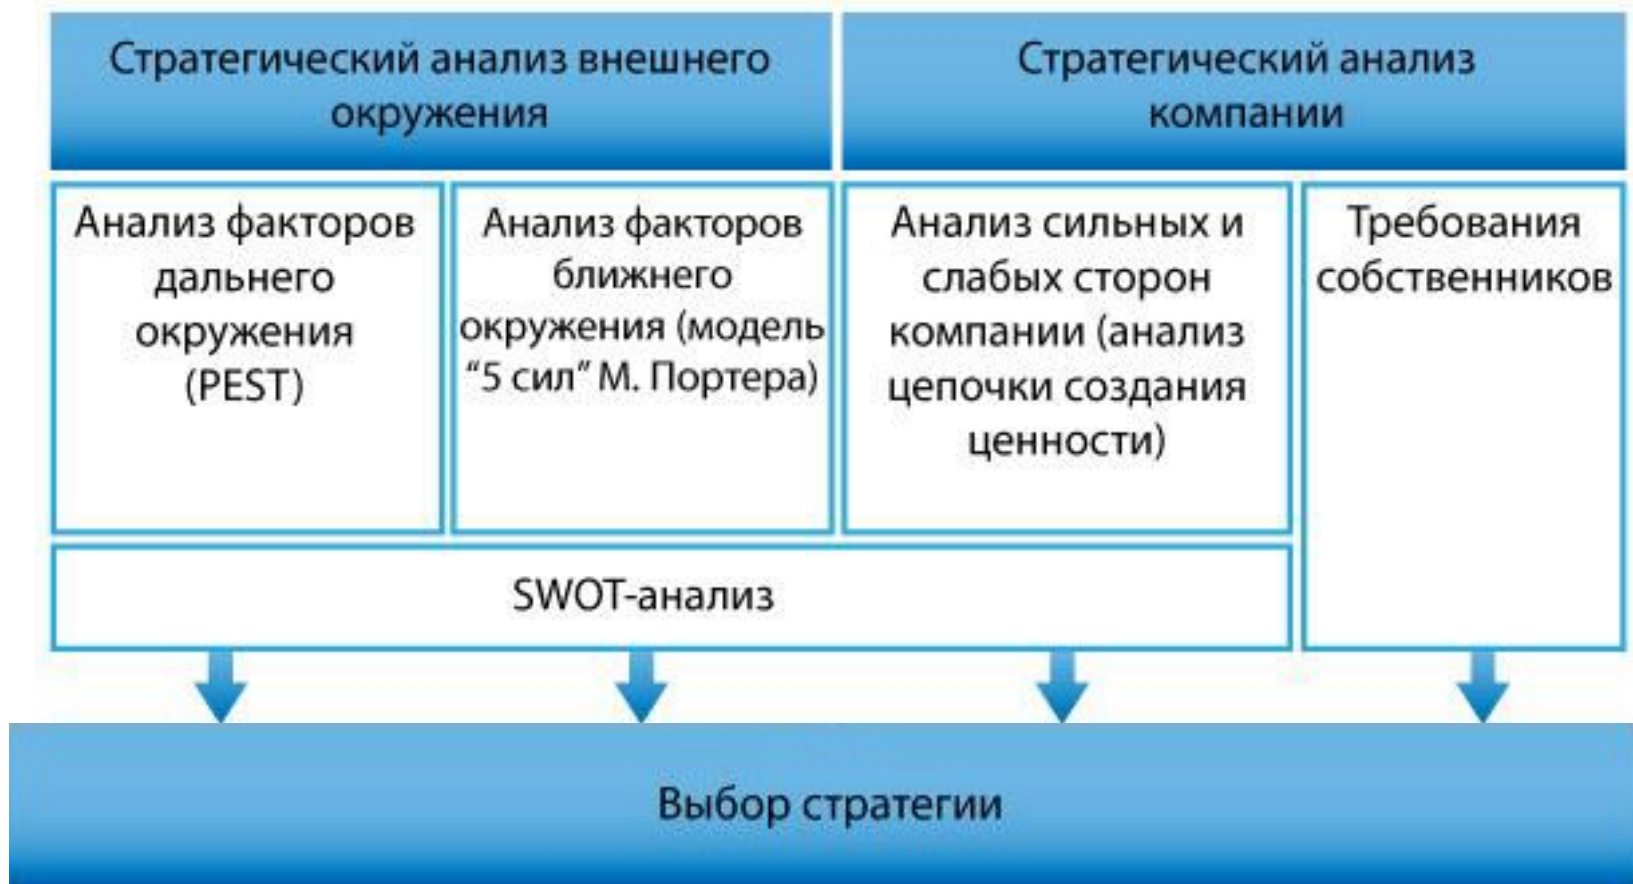 Стратегический анализ внешнего
окружения
Стратегический анализ
компании
Анализ факторов
дальнего
окружения
(PEST)
Анализ факторов
ближнего
окружения (модель
“5 сил” М. Портера)
Анализ сильных и
слабых сторон
компании (анализ
цепочки создания
ценности)
Требования
собственников
SWOT-анализ
Выбор стратегии